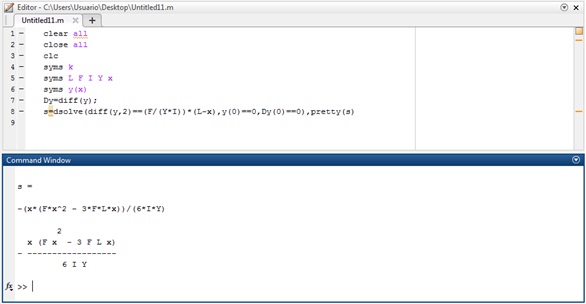 Editor - C:\Users\Usuario\Desktop\Untitled11.m
Untitled11.m
1 - clear all
2 - close all
3 - clc
4 - syms k
5 - syms L F I Y x
6 - syms y(x)
7 - Dy=diff(y);
8 - s=dsolve(diff(y,2)==(F/(Y*I))*(L-x),y(0)==0,Dy(0)==0),pretty(s)
9
Command Window
s =
-(x*(F*x^2 - 3*F*L*x))/(6*I*Y)
2
x (F x - 3 F L x)
- -----------------
6 I Y
fx >>